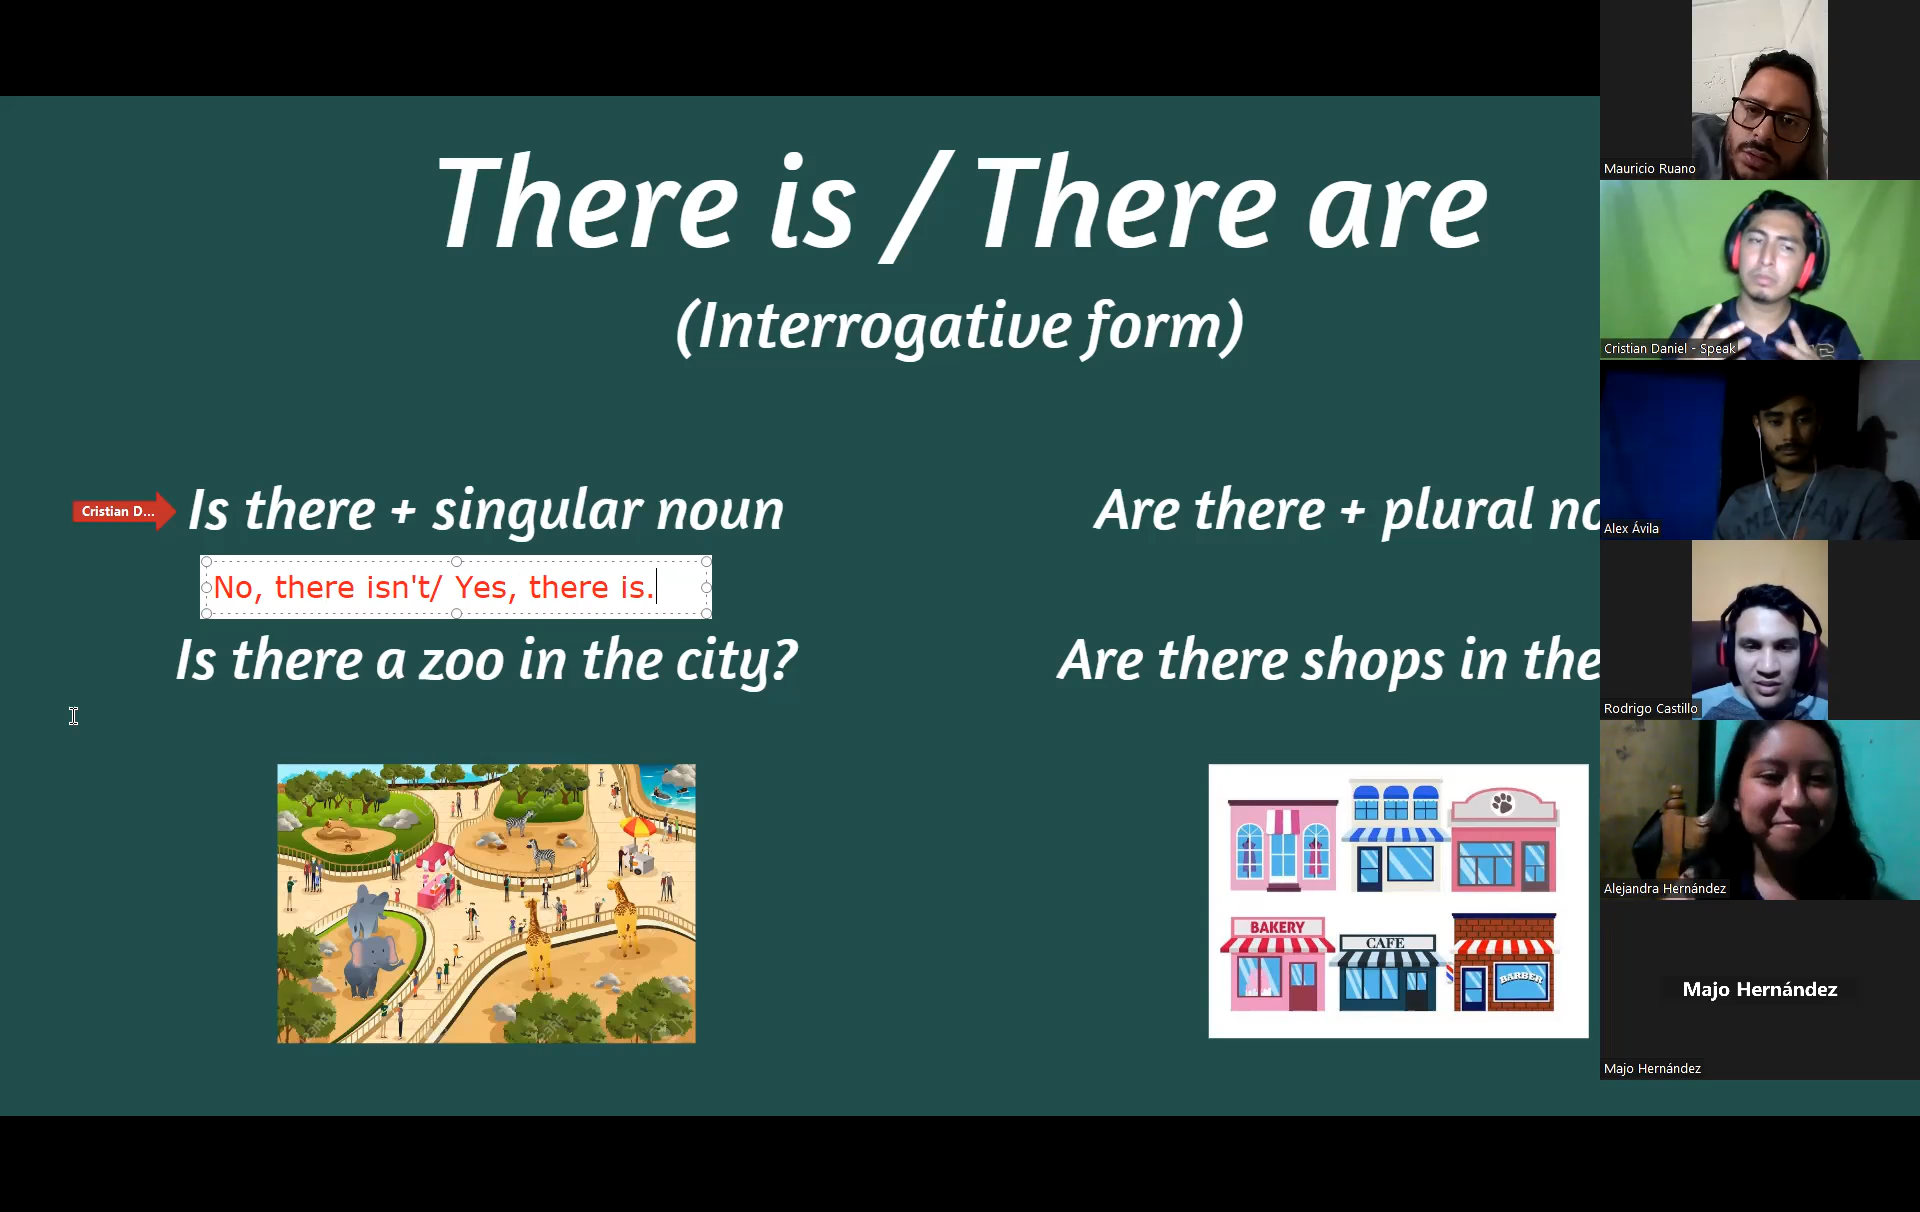 There is / There are
(Interrogative form)
Cristian D...
Is there + singular noun
Are there + plural no
No, there isn't/ Yes, there is.
Is there a zoo in the city?
Are there shops in the
BAKERY
CAFE
BARBER
Mauricio Ruano
Cristian Daniel - Speak
Alex Ávila
Rodrigo Castillo
Alejandra Hernández
Majo Hernández
Majo Hernández